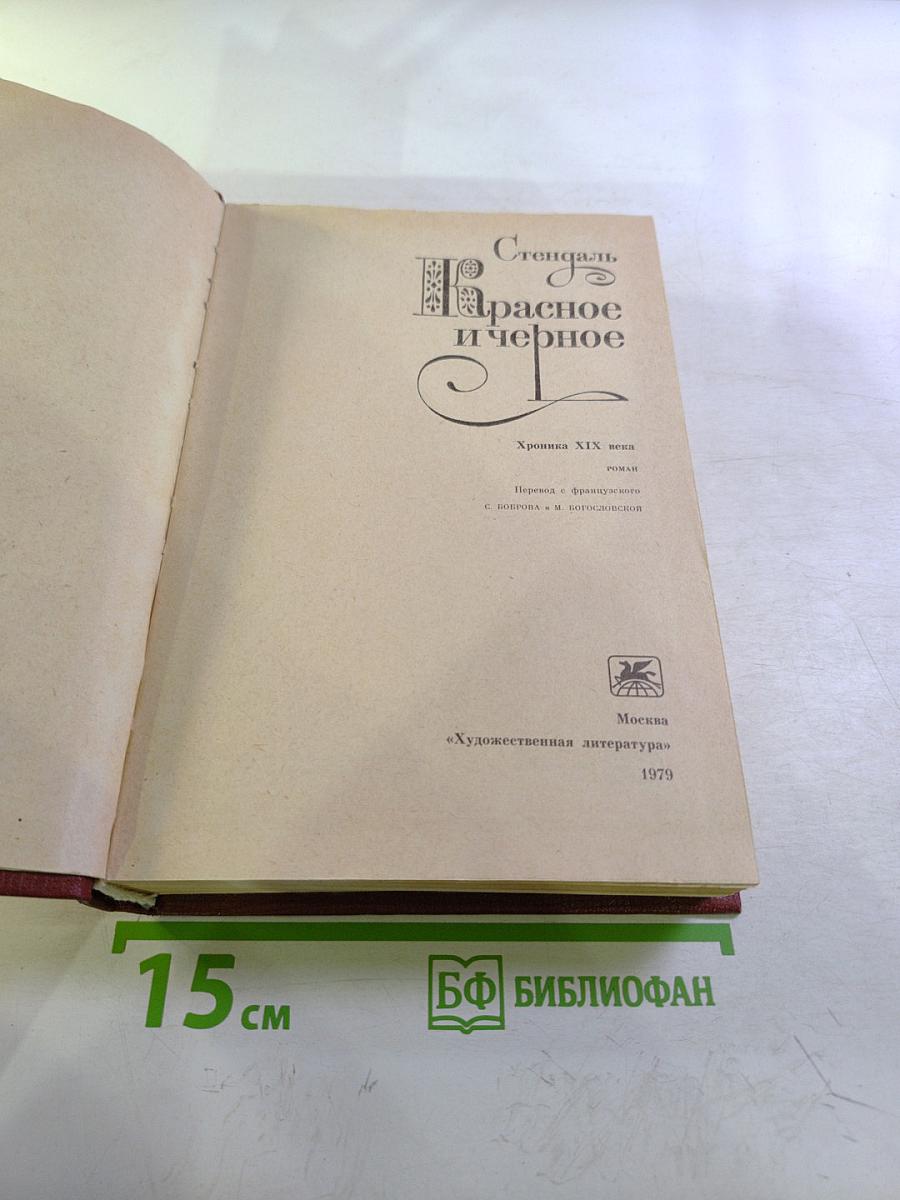 Стендаль
Красное
и черное
Хроника XIX века
РОМАН
Перевод с французского
С. БОБРОВА и М. БОГОСЛОВСКОЙ
Москва
«Художественная литература»
1979
15 см
БФ БИБЛИОФАН